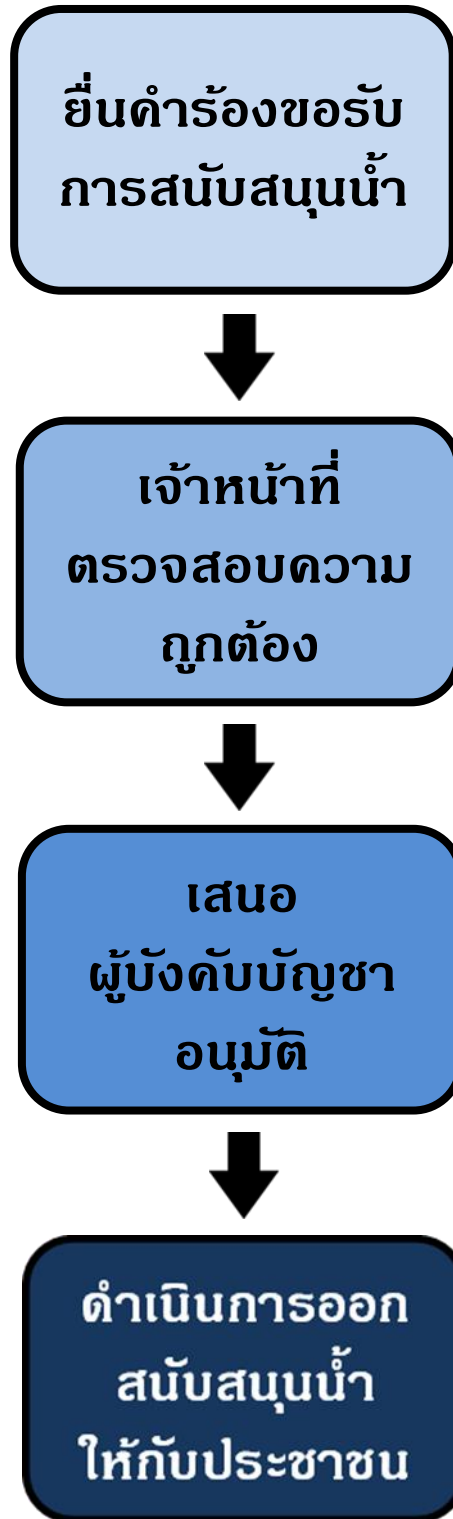 ยื่นคำร้องขอรับ
การสนับสนุนน้ำ
เจ้าหน้าที่
ตรวจสอบความ
ถูกต้อง
เสนอ
ผู้บังคับบัญชา
อนุมัติ
ดำเนินการออก
สนับสนุนน้ำ
ให้กับประชาชน